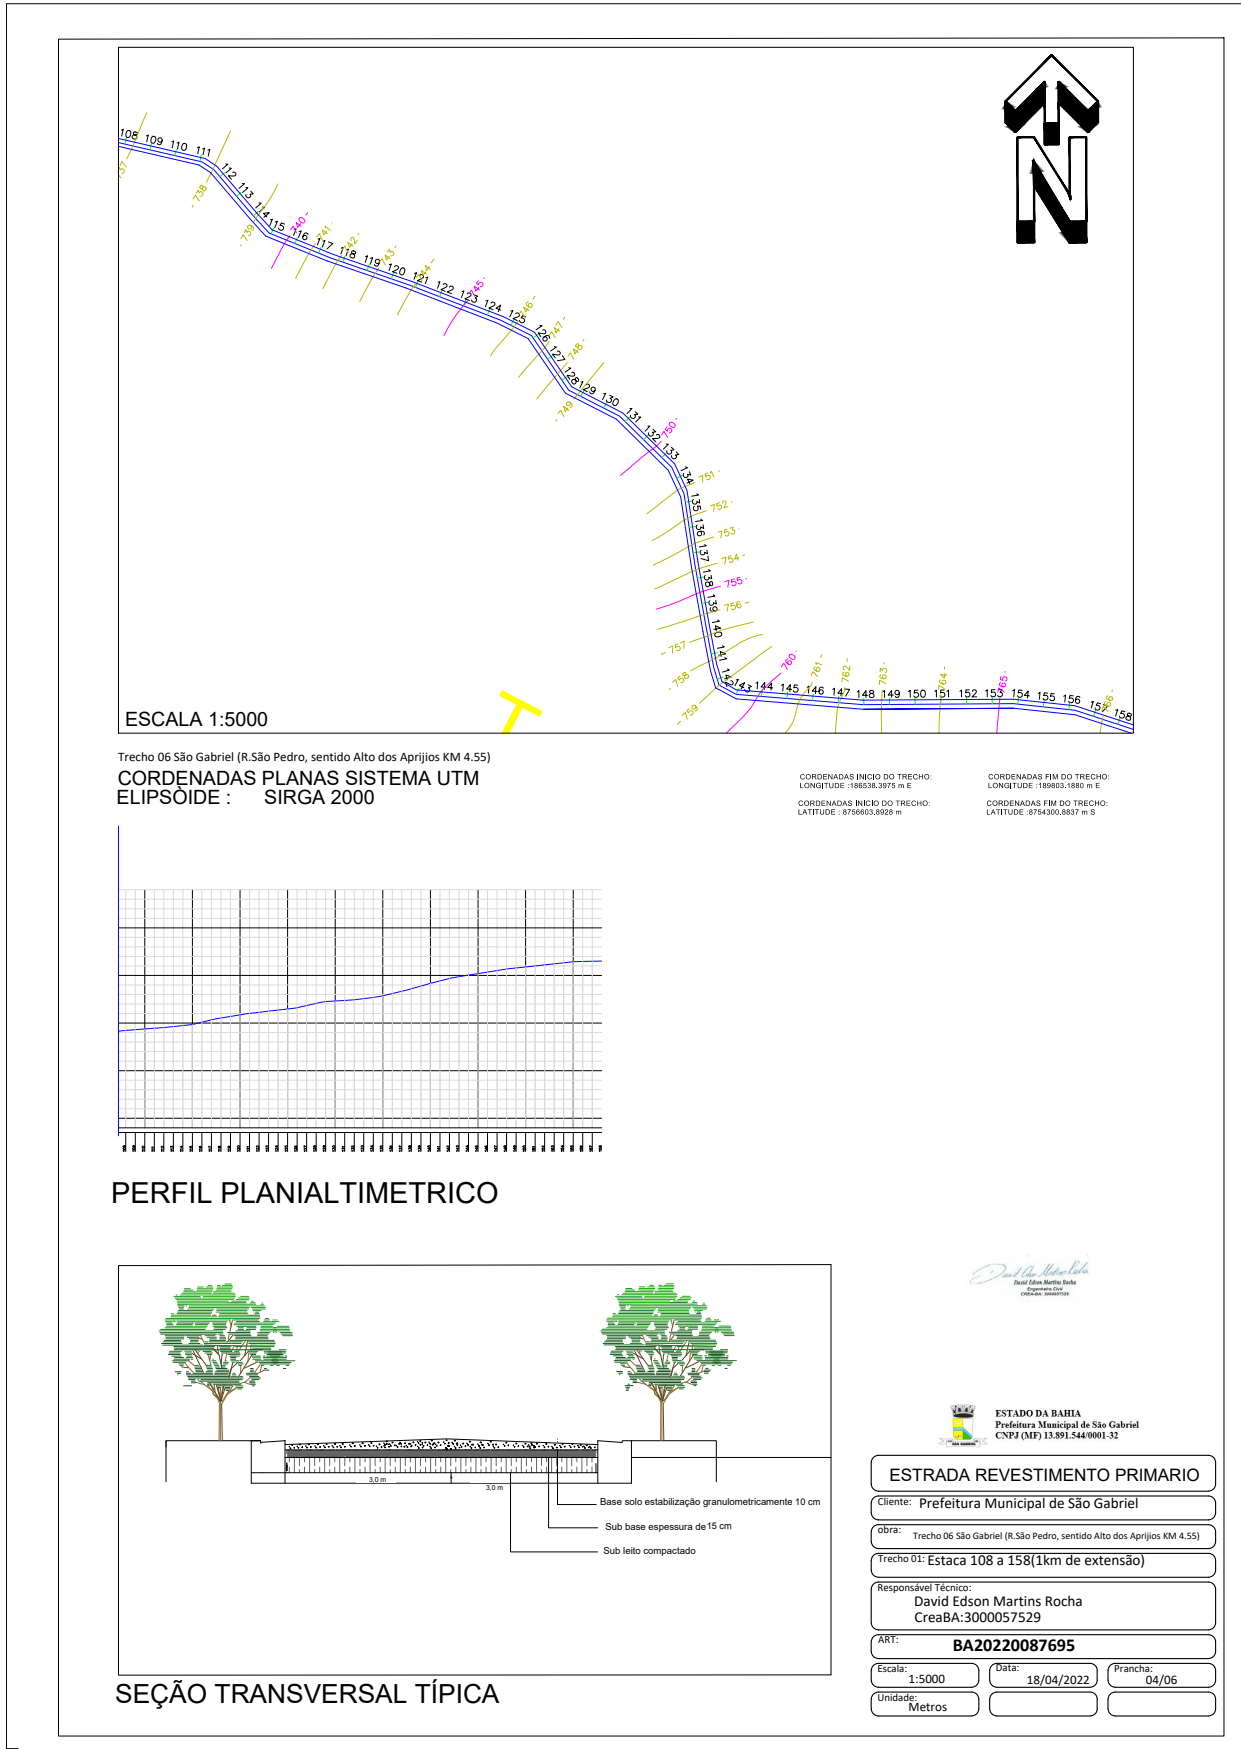 108 109 110 111 112 113 114 115 116 117 118 119 120 121 122 123 124 125 126 127 128 129 130 131 132 133 134 135 136 137 138 139 140 141 142 143 144 145 146 147 148 149 150 151 152 153 154 155 156 157 158
737 - 738 - - 739 740 - 741 742 - 743 - 744 - 745 - 746 - 747 - 748 - - 749 750 - 751 - 752 - 753 - 754 - 755 - 756 - - 757 - 758 - 759 760 - 761 - 762 - 763 - 764 - 765 - 766 -
N
ESCALA 1:5000
Trecho 06 São Gabriel (R.São Pedro, sentido Alto dos Aprijios KM 4.55)
CORDENADAS PLANAS SISTEMA UTM
ELIPSÒIDE : SIRGA 2000
CORDENADAS INICIO DO TRECHO:
LONGITUDE :186538.3975 m E
CORDENADAS INICIO DO TRECHO:
LATITUDE : 8756603,8928 m
CORDENADAS FIM DO TRECHO:
LONGITUDE :189803.1880 m E
CORDENADAS FIM DO TRECHO:
LATITUDE :8754300,8837 m S
PERFIL PLANIALTIMETRICO
3,0 m
3,0 m
Base solo estabilização granulometricamente 10 cm
Sub base espessura de 15 cm
Sub leito compactado
SEÇÃO TRANSVERSAL TÍPICA
David Edson Martins Rocha
Engenheiro Civil
CREA-BA: 3000057529
ESTADO DA BAHIA
Prefeitura Municipal de São Gabriel
CNPJ (MF) 13.891.544/0001-32
SÃO GABRIEL
ESTRADA REVESTIMENTO PRIMARIO
Cliente: Prefeitura Municipal de São Gabriel
obra: Trecho 06 São Gabriel (R.São Pedro, sentido Alto dos Aprijios KM 4.55)
Trecho 01: Estaca 108 a 158(1km de extensão)
Responsável Técnico:
David Edson Martins Rocha
CreaBA:3000057529
ART: BA20220087695
Escala: 1:5000
Data: 18/04/2022
Prancha: 04/06
Unidade: Metros